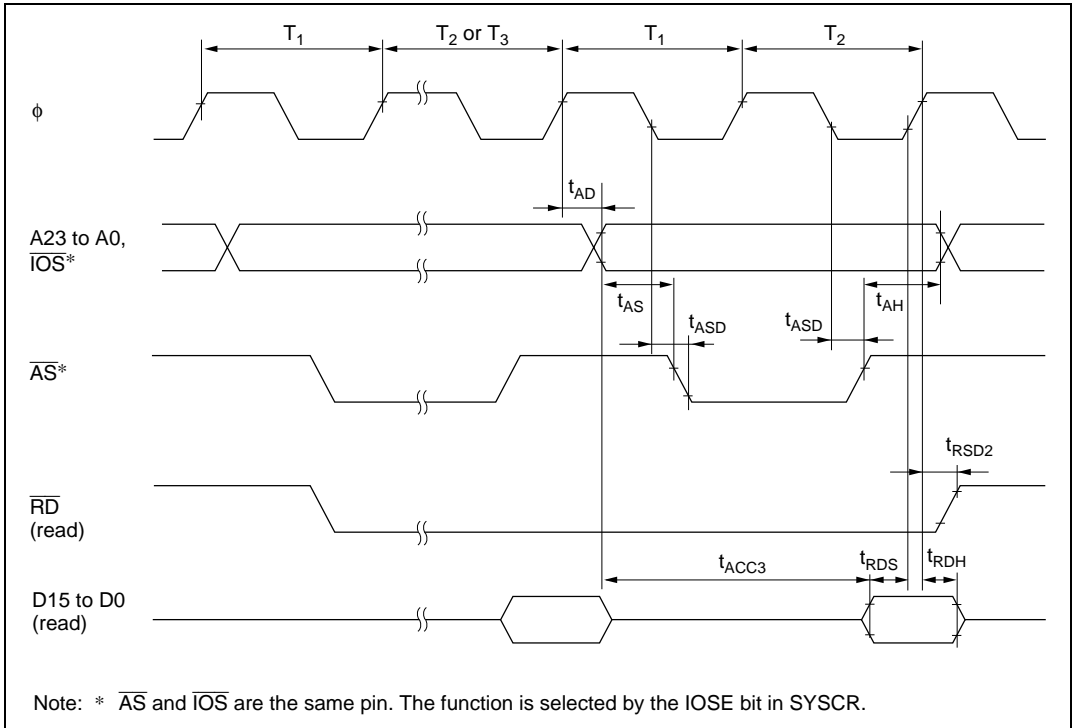 T1 T2 or T3 T1 T2
ϕ
tAD
A23 to A0,
IOS*
tAS tAH
tASD tASD
AS*
tRSD2
RD
(read)
tACC3 tRDS tRDH
D15 to D0
(read)
Note: * AS and IOS are the same pin. The function is selected by the IOSE bit in SYSCR.